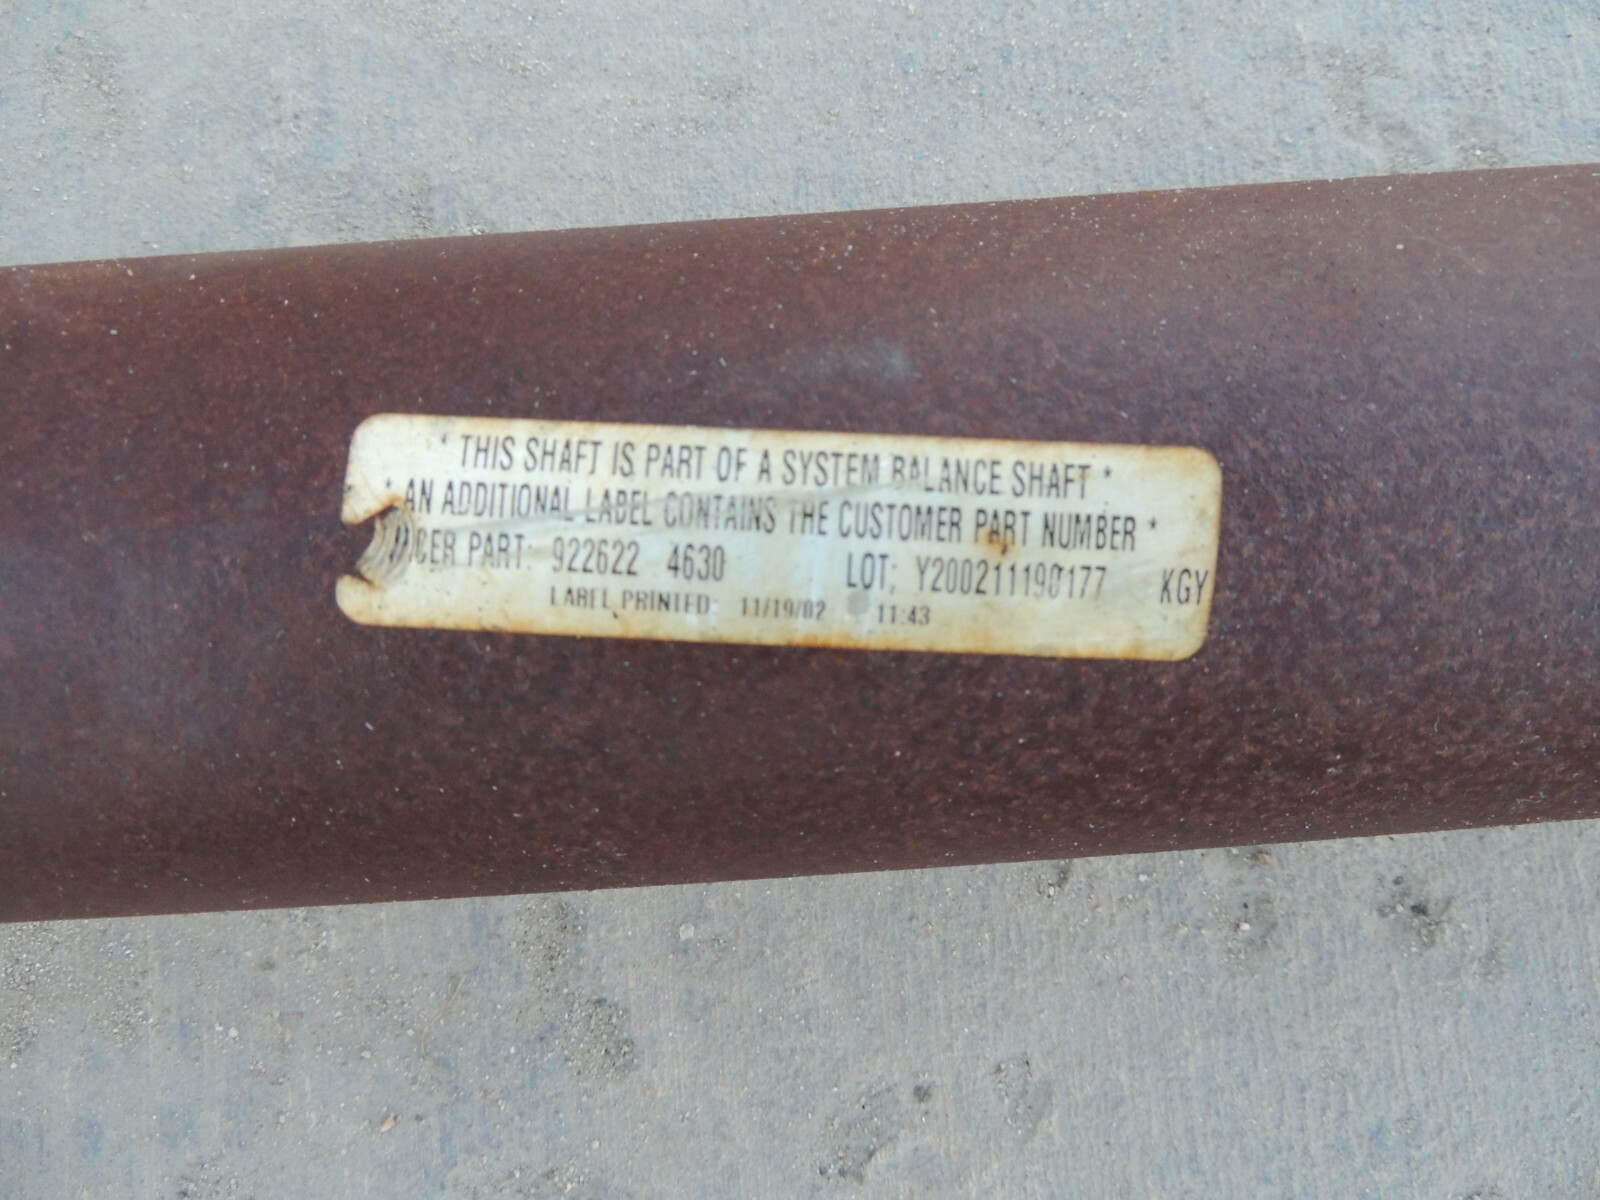 * THIS SHAFT IS PART OF A SYSTEM BALANCE SHAFT *
* AN ADDITIONAL LABEL CONTAINS THE CUSTOMER PART NUMBER *
PART: 922622 4630 LOT: Y200211190177 KGY
LABEL PRINTED: 11/19/02 11:43